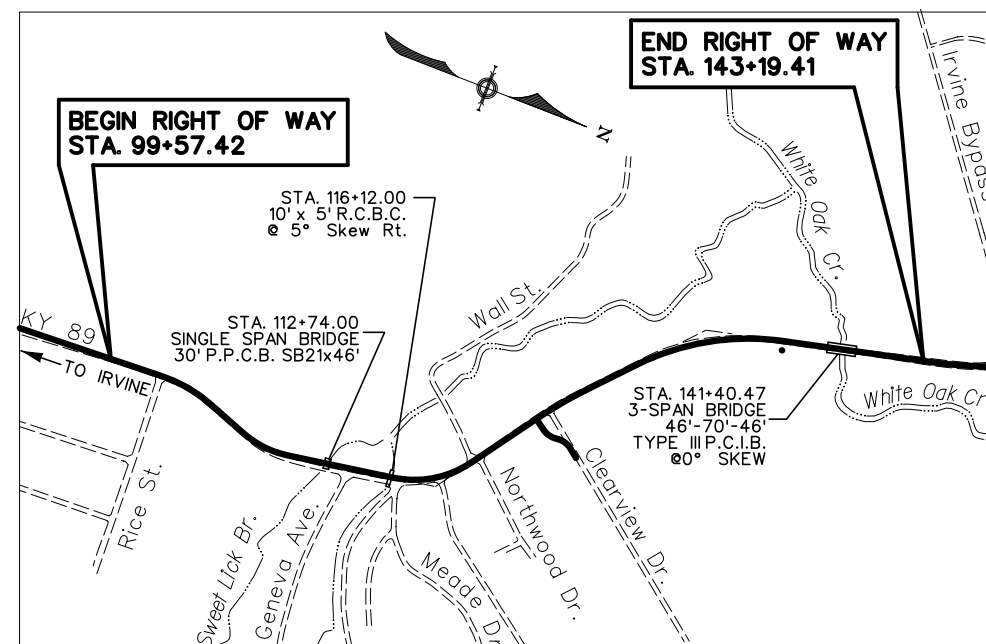 END RIGHT OF WAY
STA. 143+19.41
BEGIN RIGHT OF WAY
STA. 99+57.42
N
Irvine Bypass
White Oak Cr.
STA. 116+12.00
10' x 5' R.C.B.C.
@ 5° Skew Rt.
Wall St.
STA. 112+74.00
SINGLE SPAN BRIDGE
30' P.P.C.B. SB21x46'
KY 89
TO IRVINE
STA. 141+40.47
3-SPAN BRIDGE
46'-70'-46'
TYPE III P.C.I.B.
@0° SKEW
White Oak Cr
Rice St.
Sweet Lick Br.
Geneva Ave.
Meade Dr
Northwood Dr.
Clearview Dr.